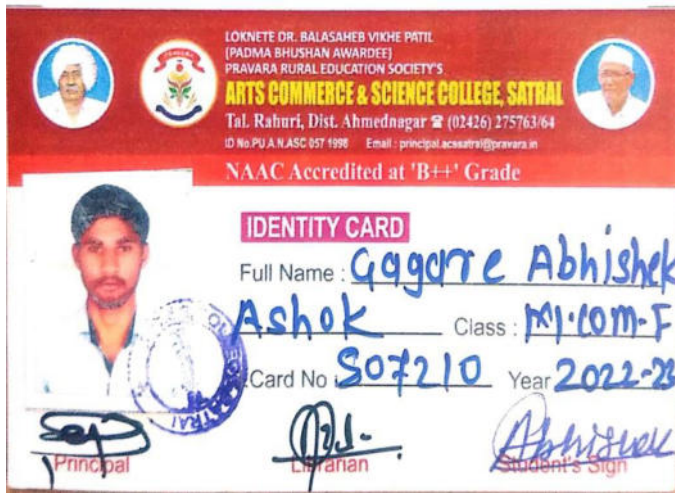 LOKNETE DR. BALASAHEB VIKHE PATIL
(PADMA BHUSHAN AWARDEE)
PRAVARA RURAL EDUCATION SOCIETY'S
ARTS COMMERCE & SCIENCE COLLEGE, SATRAL
Tal. Rahuri, Dist. Ahmednagar ☎ (02426) 275763/64
ID No.PU.A.N.ASC 057 1998 Email : principal.acssatral@pravara.in
NAAC Accredited at 'B++' Grade
IDENTITY CARD
Full Name : Gagare Abhishek
Ashok Class : M.COM-F
Card No : S07210 Year 2022-23
Principal Librarian Abhishek Student's Sign